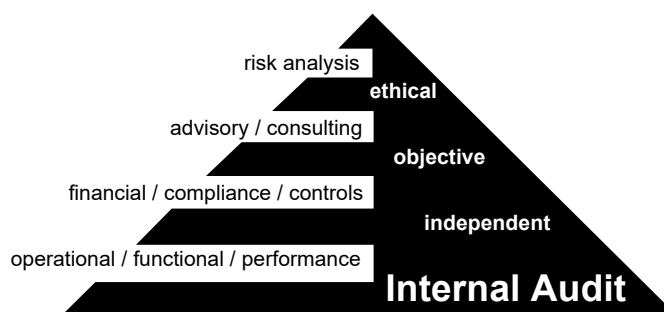 risk analysis
ethical
advisory / consulting
objective
financial / compliance / controls
independent
operational / functional / performance
Internal Audit